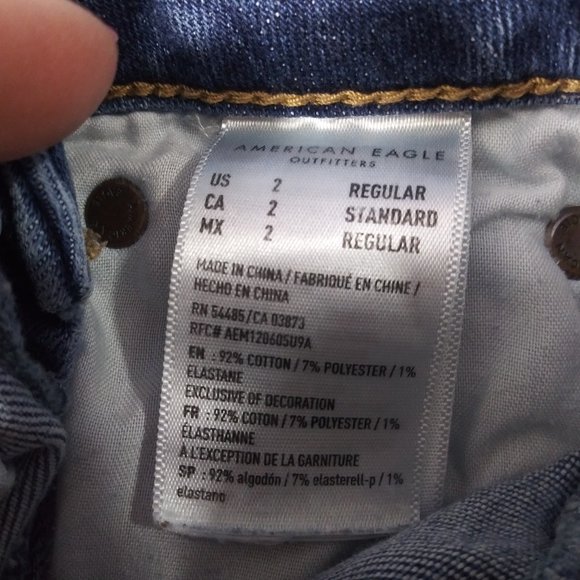 AMERICAN EAGLE
OUTFITTERS
US 2 REGULAR
CA 2 STANDARD
MX 2 REGULAR
MADE IN CHINA / FABRIQUÉ EN CHINE /
HECHO EN CHINA
RN 54485/CA 03873
RFC# AEM120605U9A
EN : 92% COTTON / 7% POLYESTER / 1%
ELASTANE
EXCLUSIVE OF DECORATION
FR : 92% COTON / 7% POLYESTER / 1%
ÉLASTHANNE
À L'EXCEPTION DE LA GARNITURE
SP : 92% algodón / 7% elasterell-p / 1%
elastano